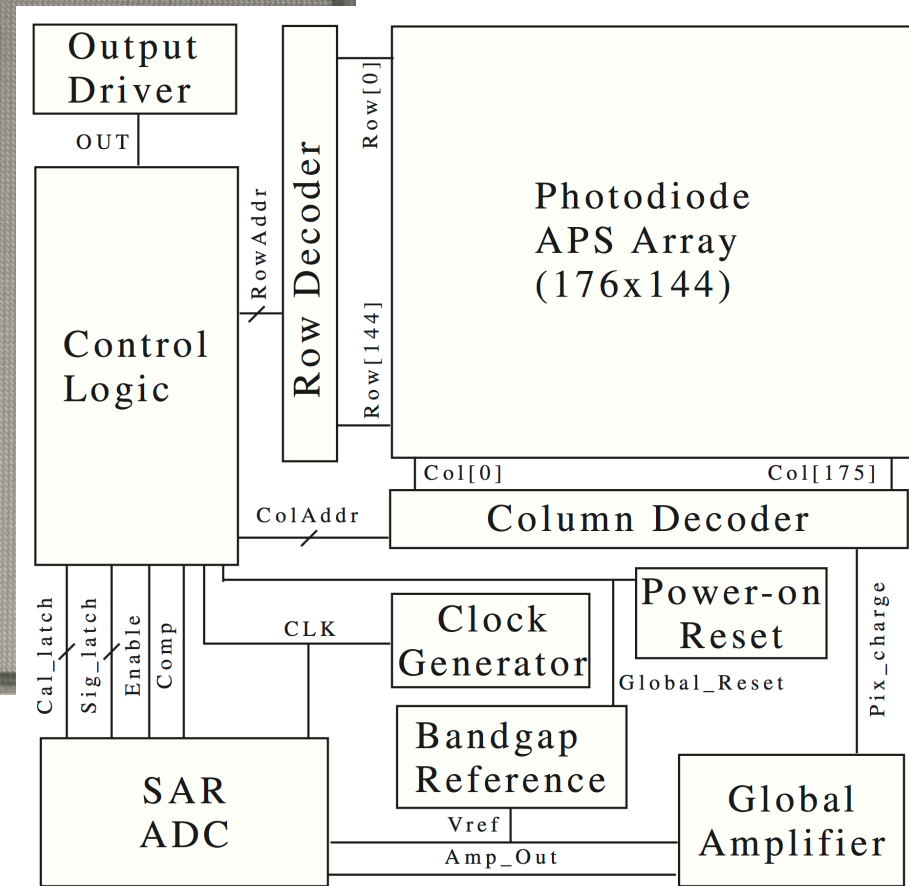 Output
Driver
OUT
Control
Logic
RowAddr
Row Decoder
Row[0]
Row[144]
Photodiode
APS Array
(176x144)
Col[0]
Col[175]
ColAddr
Column Decoder
Cal_latch
Sig_latch
Enable
Comp
CLK
Clock
Generator
Power-on
Reset
Global_Reset
Pix_charge
Bandgap
Reference
SAR
ADC
Vref
Amp_Out
Global
Amplifier